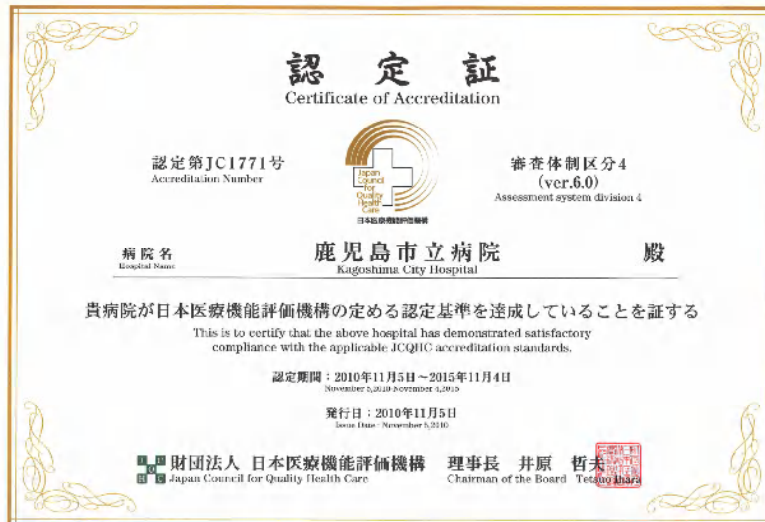 認定証
Certificate of Accreditation
認定第JC1771号
Accreditation Number
Japan
Council
for
Quality
Health
Care
日本医療機能評価機構
審査体制区分4
(ver.6.0)
Assessment system division 4
病院名
Hospital Name
鹿児島市立病院 殿
Kagoshima City Hospital
貴病院が日本医療機能評価機構の定める認定基準を達成していることを証する
This is to certify that the above hospital has demonstrated satisfactory
compliance with the applicable JCQHC accreditation standards.
認定期間：2010年11月5日～2015年11月4日
November 5,2010-November 4,2015
発行日：2010年11月5日
Issue Date : November 5,2010
財団法人 日本医療機能評価機構 理事長 井原 哲夫
Japan Council for Quality Health Care Chairman of the Board Tetsuo Ihara